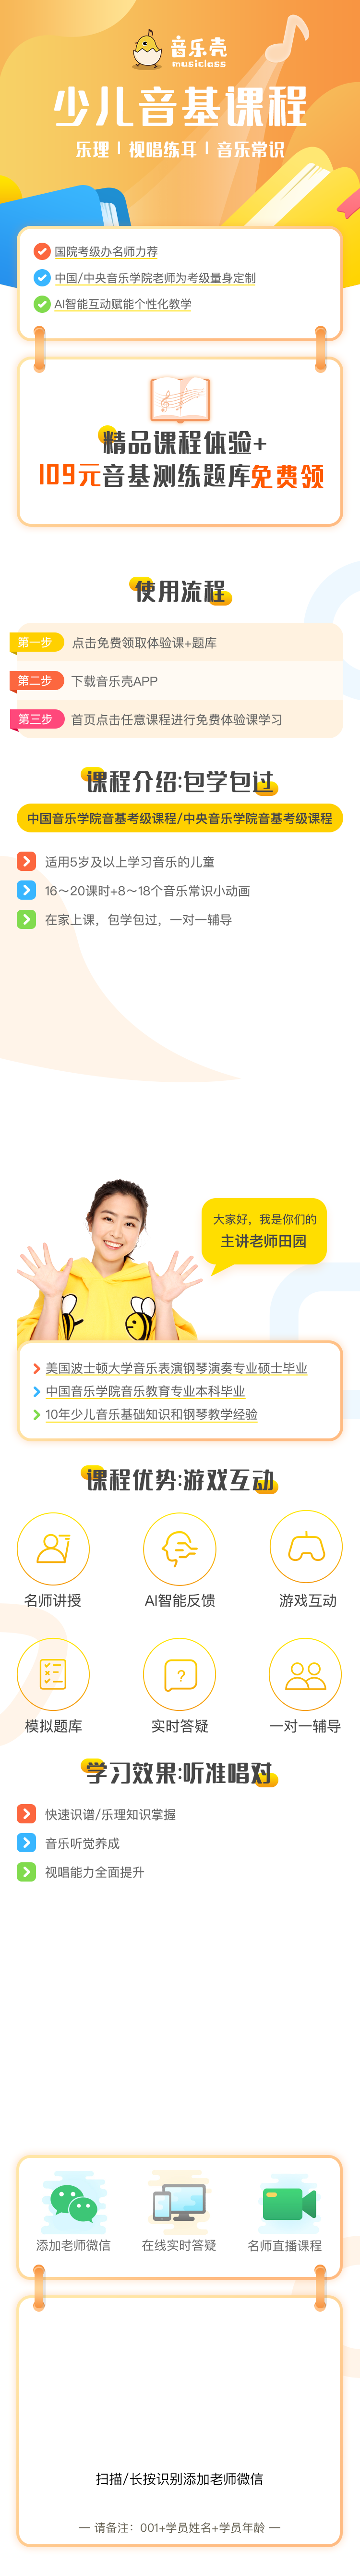 音乐壳
musiclass
少儿音基课程
乐理 | 视唱练耳 | 音乐常识
国院考级办名师力荐
中国/中央音乐学院老师为考级量身定制
AI智能互动赋能个性化教学
精品课程体验+
109元音基测练题库免费领
使用流程
第一步 点击免费领取体验课+题库
第二步 下载音乐壳APP
第三步 首页点击任意课程进行免费体验课学习
课程介绍:包学包过
中国音乐学院音基考级课程/中央音乐学院音基考级课程
适用5岁及以上学习音乐的儿童
16～20课时+8～18个音乐常识小动画
在家上课，包学包过，一对一辅导
大家好，我是你们的
主讲老师田园
美国波士顿大学音乐表演钢琴演奏专业硕士毕业
中国音乐学院音乐教育专业本科毕业
10年少儿音乐基础知识和钢琴教学经验
课程优势:游戏互动
名师讲授 AI智能反馈 游戏互动
模拟题库 实时答疑 一对一辅导
学习效果:听准唱对
快速识谱/乐理知识掌握
音乐听觉养成
视唱能力全面提升
添加老师微信 在线实时答疑 名师直播课程
扫描/长按识别添加老师微信
— 请备注：001+学员姓名+学员年龄 —